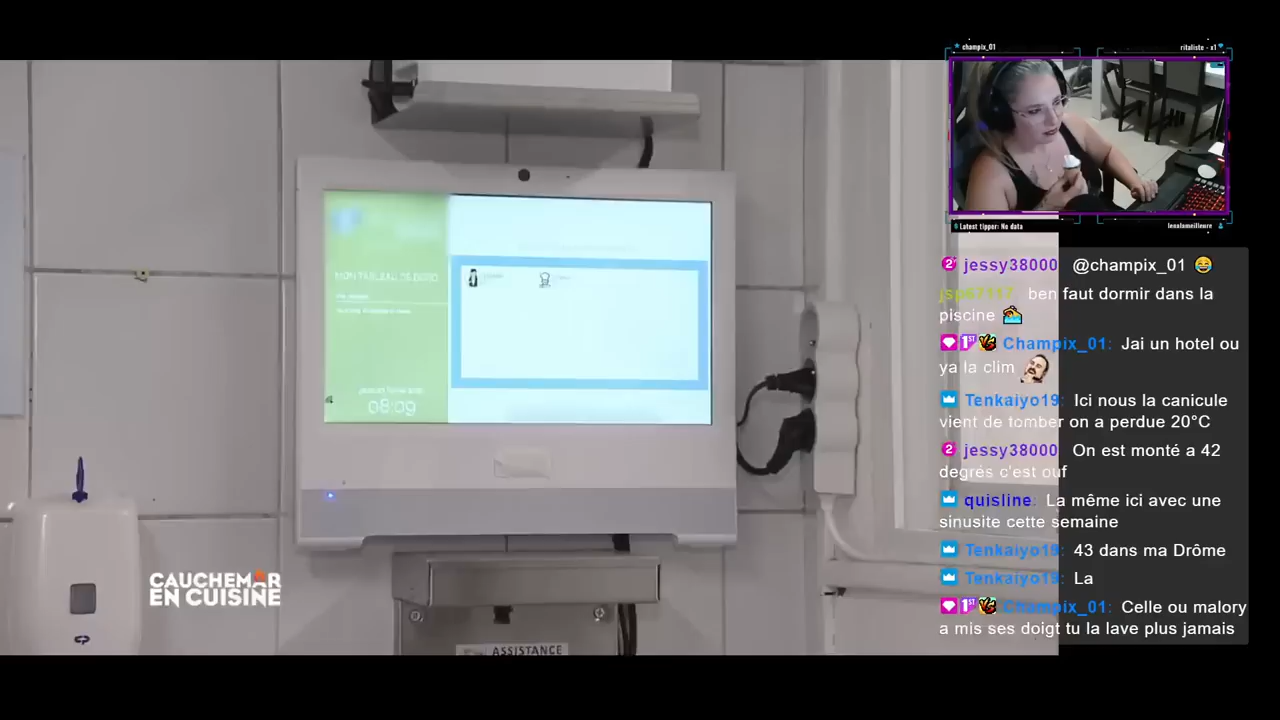 champix_01
ritaliste - x1
Latest tipper: No data
lenalameilleure
MON TABLEAU DE BORD
08:09
CAUCHEMAR
EN CUISINE
ASSISTANCE
jessy38000 @champix_01 😂
jsp67117 ben faut dormir dans la
piscine 🏊
Champix_01: Jai un hotel ou
ya la clim
Tenkaiyo19: Ici nous la canicule
vient de tomber on a perdue 20°C
jessy38000 On est monté a 42
degrés c'est ouf
quisline: La même ici avec une
sinusite cette semaine
Tenkaiyo19: 43 dans ma Drôme
Tenkaiyo19: La
Champix_01: Celle ou malory
a mis ses doigt tu la lave plus jamais